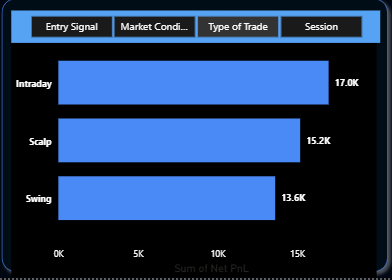 Entry Signal Market Condi... Type of Trade Session
Intraday 17.0K
Scalp 15.2K
Swing 13.6K
0K 5K 10K 15K
Sum of Net PnL